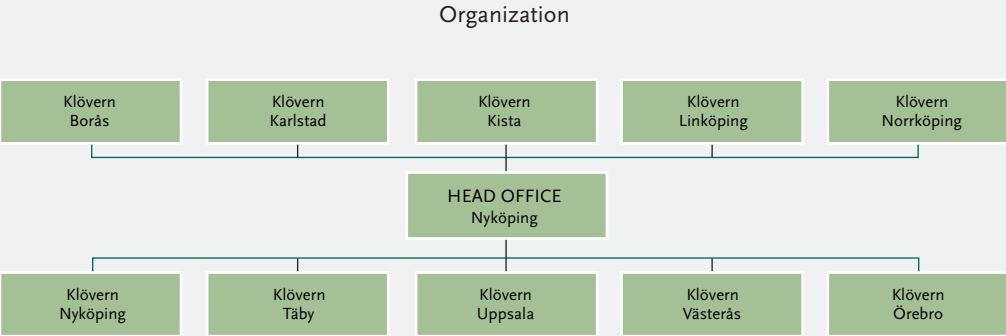 Organization
Klövern
Borås
Klövern
Karlstad
Klövern
Kista
Klövern
Linköping
Klövern
Norrköping
HEAD OFFICE
Nyköping
Klövern
Nyköping
Klövern
Täby
Klövern
Uppsala
Klövern
Västerås
Klövern
Örebro